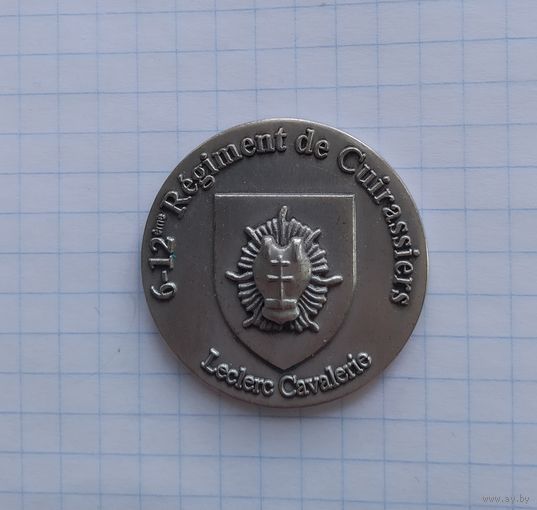 6-12ème Régiment de Cuirassiers
Leclerc Cavalerie
www.ay.by